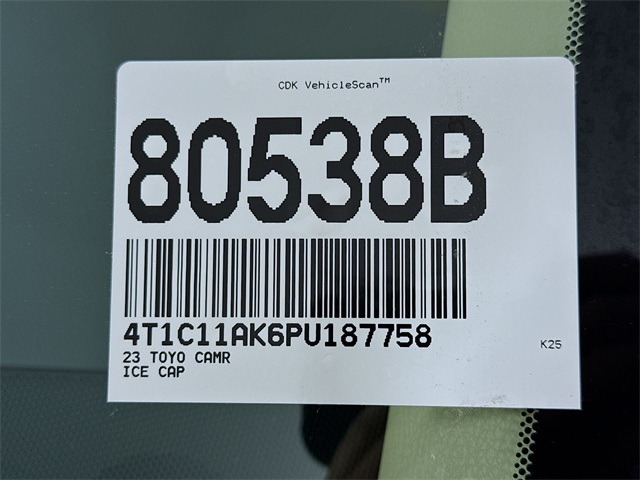 CDK VehicleScan™
80538B
4T1C11AK6PU187758
23 TOYO CAMR
K25
ICE CAP